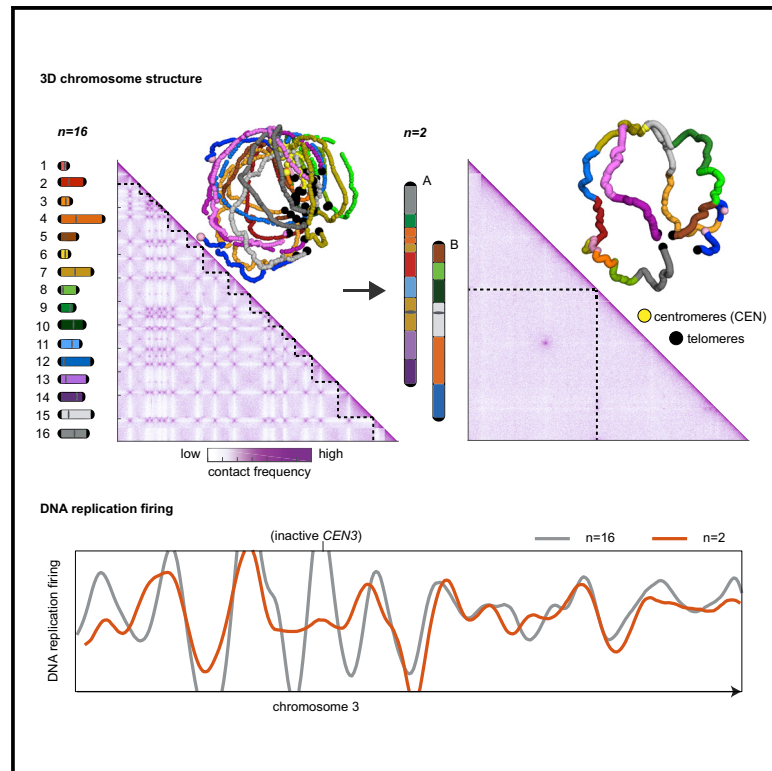 3D chromosome structure
n=16
n=2
1
2
3
4
5
6
7
8
9
10
11
12
13
14
15
16
A
B
centromeres (CEN)
telomeres
low
high
contact frequency
DNA replication firing
(inactive CEN3)
n=16
n=2
DNA replication firing
chromosome 3